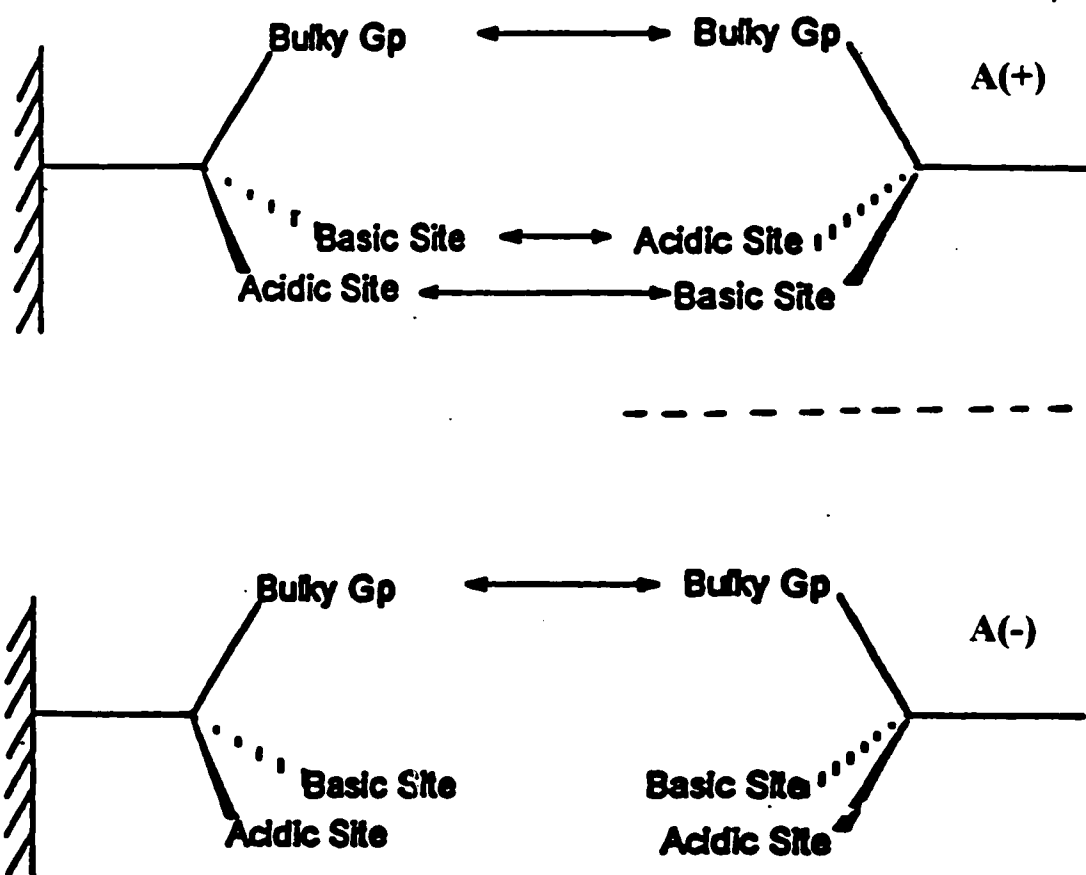 Bulky Gp Bulky Gp
A(+)
Basic Site Acidic Site
Acidic Site Basic Site
Bulky Gp Bulky Gp
A(-)
Basic Site Basic Site
Acidic Site Acidic Site